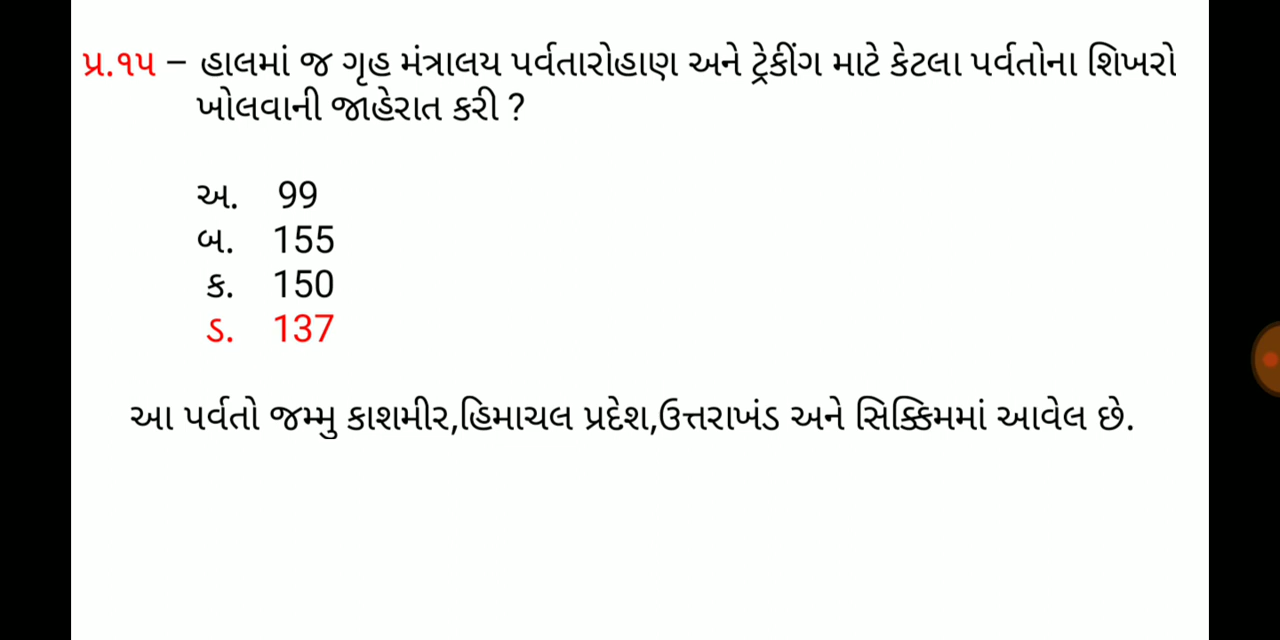 પ્ર.૧૫ – હાલમાં જ ગૃહ મંત્રાલય પર્વતારોહાણ અને ટ્રેકીંગ માટે કેટલા પર્વતોના શિખરો
ખોલવાની જાહેરાત કરી ?
અ. 99
બ. 155
ક. 150
ડ. 137
આ પર્વતો જમ્મુ કાશમીર,હિમાચલ પ્રદેશ,ઉત્તરાખંડ અને સિક્કિમમાં આવેલ છે.